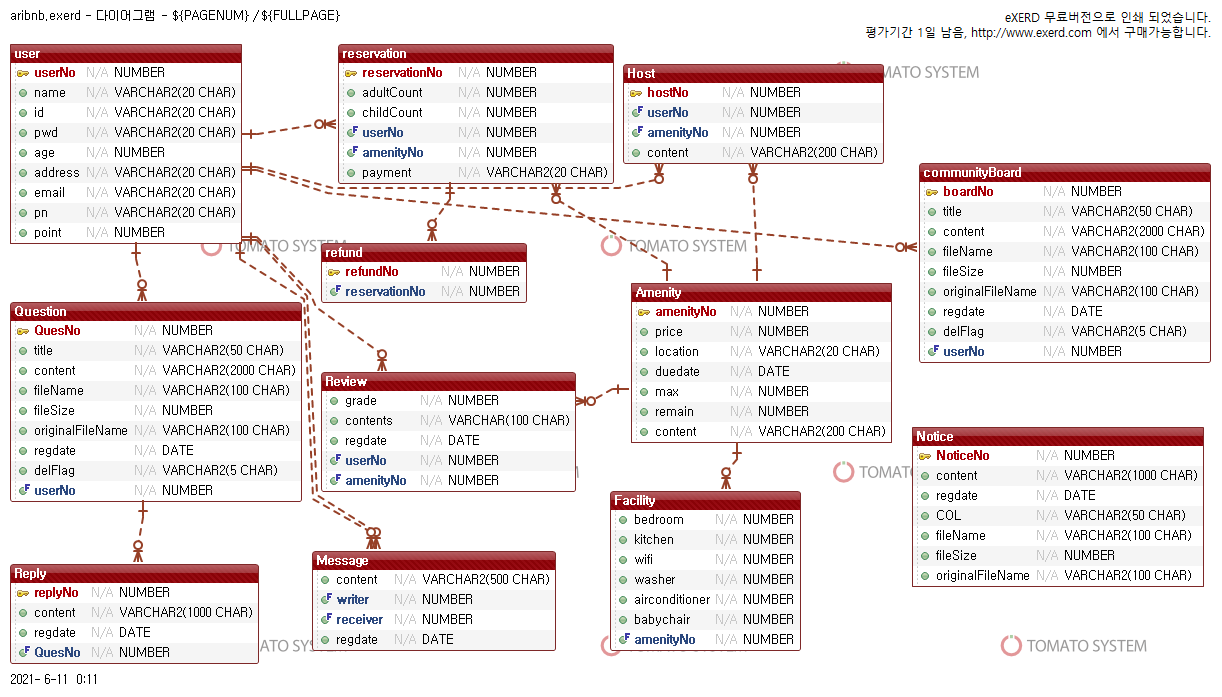 aribnb,exerd - 다이어그램 - ${PAGENUM} /${FULLPAGE}
eXERD 무료버전으로 인쇄 되었습니다.
평가기간 1일 남음, http://www.exerd.com 에서 구매가능합니다.
user
userNo N/A NUMBER
name N/A VARCHAR2(20 CHAR)
id N/A VARCHAR2(20 CHAR)
pwd N/A VARCHAR2(20 CHAR)
age N/A NUMBER
address N/A VARCHAR2(20 CHAR)
email N/A VARCHAR2(20 CHAR)
pn N/A VARCHAR2(20 CHAR)
point N/A NUMBER
reservation
reservationNo N/A NUMBER
adultCount N/A NUMBER
childCount N/A NUMBER
userNo N/A NUMBER
amenityNo N/A NUMBER
payment N/A VARCHAR2(20 CHAR)
Host
hostNo N/A NUMBER
userNo N/A NUMBER
amenityNo N/A NUMBER
content N/A VARCHAR2(200 CHAR)
MATO SYSTEM
communityBoard
boardNo N/A NUMBER
title N/A VARCHAR2(50 CHAR)
content N/A VARCHAR2(2000 CHAR)
fileName N/A VARCHAR2(100 CHAR)
fileSize N/A NUMBER
originalFileName N/A VARCHAR2(100 CHAR)
regdate N/A DATE
delFlag N/A VARCHAR2(5 CHAR)
userNo N/A NUMBER
TOMATO SYSTEM
TOMATO SYSTEM
refund
refundNo N/A NUMBER
reservationNo N/A NUMBER
Amenity
amenityNo N/A NUMBER
price N/A NUMBER
location N/A VARCHAR2(20 CHAR)
duedate N/A DATE
max N/A NUMBER
remain N/A NUMBER
content N/A VARCHAR2(200 CHAR)
Question
QuesNo N/A NUMBER
title N/A VARCHAR2(50 CHAR)
content N/A VARCHAR2(2000 CHAR)
fileName N/A VARCHAR2(100 CHAR)
fileSize N/A NUMBER
originalFileName N/A VARCHAR2(100 CHAR)
regdate N/A DATE
delFlag N/A VARCHAR2(5 CHAR)
userNo N/A NUMBER
Review
grade N/A NUMBER
contents N/A VARCHAR(100 CHAR)
regdate N/A DATE
userNo N/A NUMBER
amenityNo N/A NUMBER
TOMATO
Notice
NoticeNo N/A NUMBER
content N/A VARCHAR2(1000 CHAR)
regdate N/A DATE
COL N/A VARCHAR2(50 CHAR)
fileName N/A VARCHAR2(100 CHAR)
fileSize N/A NUMBER
originalFileName N/A VARCHAR2(100 CHAR)
Facility
bedroom N/A NUMBER
kitchen N/A NUMBER
wifi N/A NUMBER
washer N/A NUMBER
airconditioner N/A NUMBER
babychair N/A NUMBER
amenityNo N/A NUMBER
Message
content N/A VARCHAR2(500 CHAR)
writer N/A NUMBER
receiver N/A NUMBER
regdate N/A DATE
Reply
replyNo N/A NUMBER
content N/A VARCHAR2(1000 CHAR)
regdate N/A DATE
QuesNo N/A NUMBER
ATO SYS
TOMATO SYSTEM
2021- 6-11 0:11